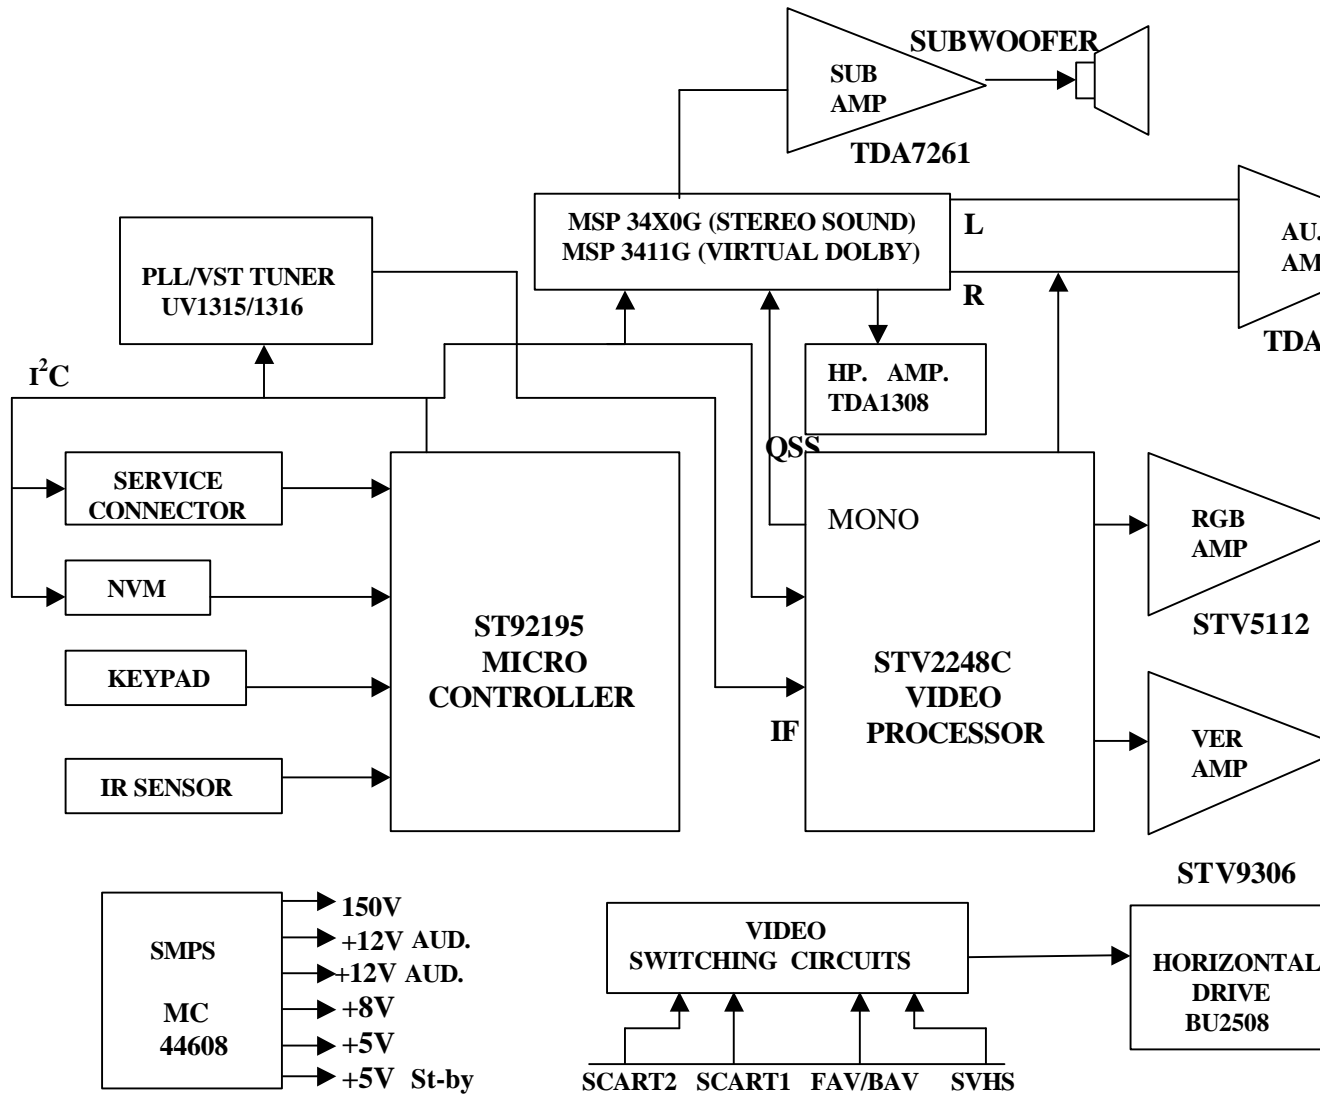 SUBWOOFER
SUB
AMP
TDA7261
MSP 34X0G (STEREO SOUND)
MSP 3411G (VIRTUAL DOLBY)
L
R
AU.
AM
TDA
PLL/VST TUNER
UV1315/1316
I²C
HP. AMP.
TDA1308
QSS
SERVICE
CONNECTOR
NVM
KEYPAD
IR SENSOR
ST92195
MICRO
CONTROLLER
MONO
STV2248C
VIDEO
PROCESSOR
IF
RGB
AMP
STV5112
VER
AMP
STV9306
SMPS
MC
44608
150V
+12V AUD.
+12V AUD.
+8V
+5V
+5V St-by
VIDEO
SWITCHING CIRCUITS
SCART2 SCART1 FAV/BAV SVHS
HORIZONTAL
DRIVE
BU2508